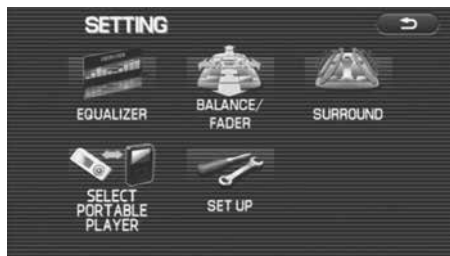 SETTING
EQUALIZER
BALANCE/
FADER
SURROUND
SELECT
PORTABLE
PLAYER
SET UP